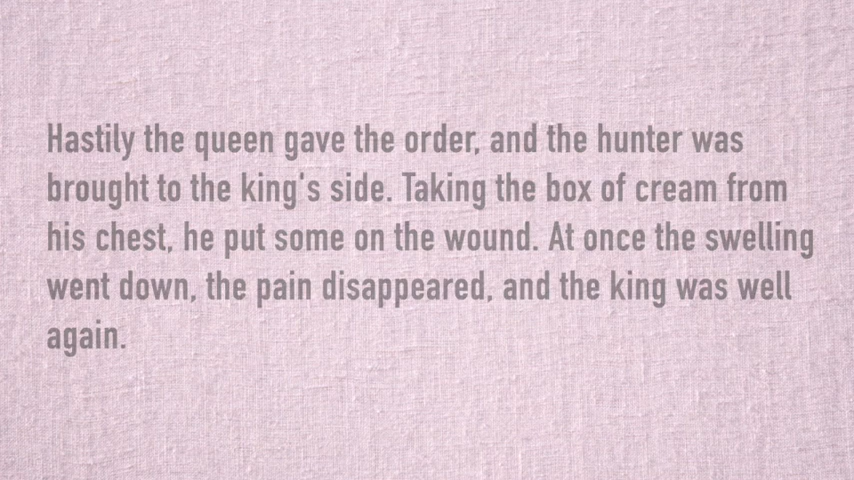 Hastily the queen gave the order, and the hunter was
brought to the king's side. Taking the box of cream from
his chest, he put some on the wound. At once the swelling
went down, the pain disappeared, and the king was well
again.